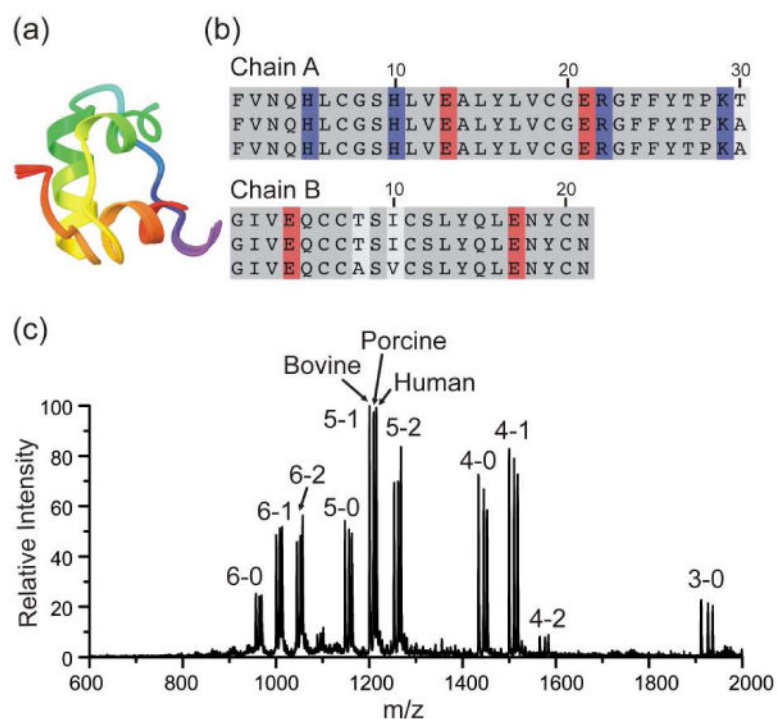 (a)
(b)
Chain A
10 20 30
FVNQHLCGSHLVEALYLVCGERGFFYTPKT
FVNQHLCGSHLVEALYLVCGERGFFYTPKA
FVNQHLCGSHLVEALYLVCGERGFFYTPKA
Chain B
10 20
GIVEQCCTSICSLYQLENYCN
GIVEQCCTSICSLYQLENYCN
GIVEQCCASVCSLYQLENYCN
(c)
Porcine
Bovine
Human
5-1
5-2
4-1
4-0
6-2
5-0
6-1
6-0
4-2
3-0
Relative Intensity
100
80
60
40
20
0
600 800 1000 1200 1400 1600 1800 2000
m/z